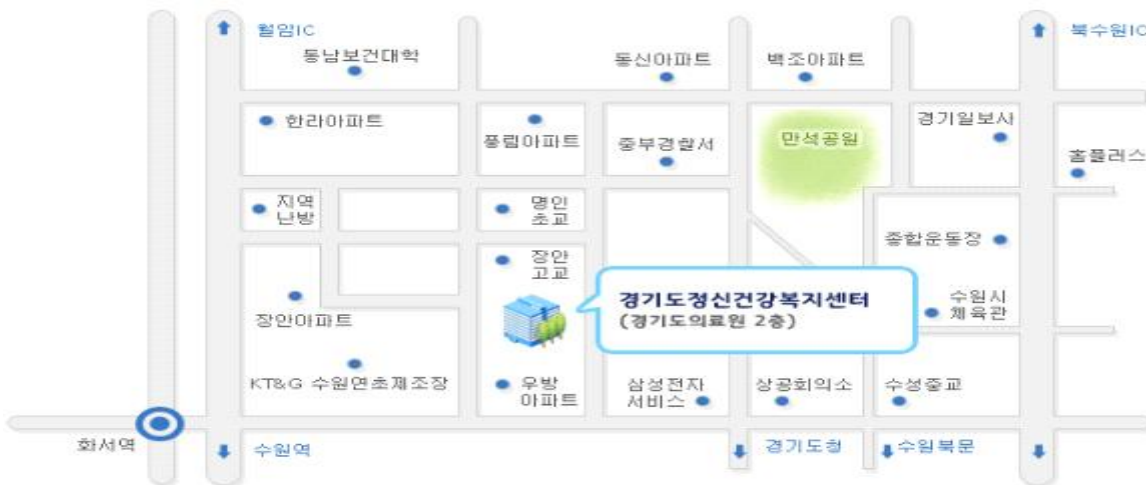 월암IC
북수원IC
동남보건대학
동신아파트
백조아파트
한라아파트
풍림아파트
중부경찰서
만석공원
경기일보사
홈플러스
지역
난방
명인
초교
종합운동장
장안
고교
경기도정신건강복지센터
(경기도의료원 2층)
수원시
체육관
장안아파트
KT&G 수원연초제조장
우방
아파트
삼성전자
서비스
상공회의소
수성중교
화서역
수원역
경기도청
수원북문